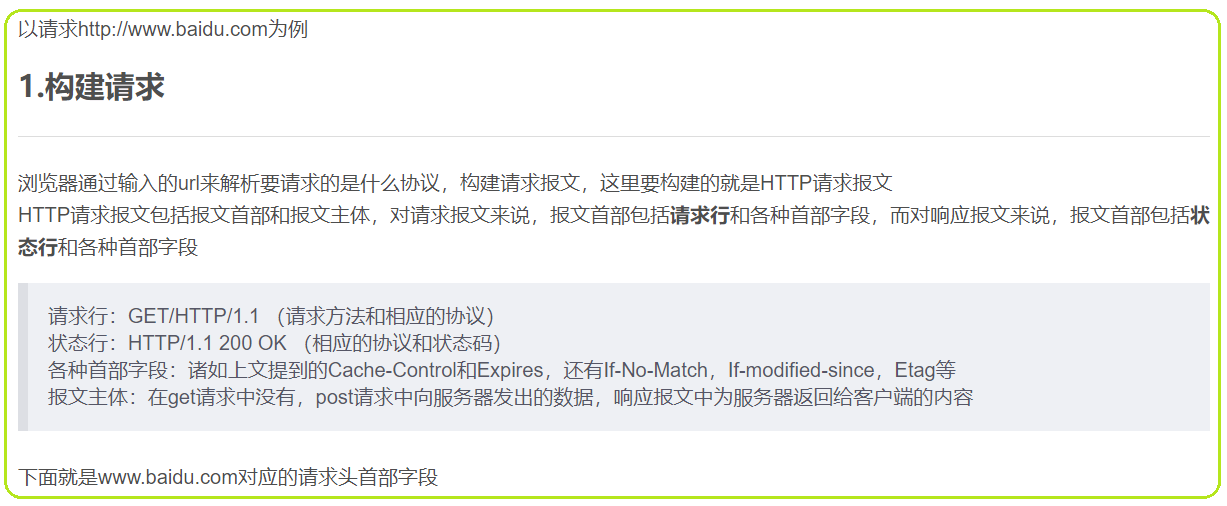 以请求http://www.baidu.com为例
1.构建请求
浏览器通过输入的url来解析要请求的是什么协议，构建请求报文，这里要构建的就是HTTP请求报文
HTTP请求报文包括报文首部和报文主体，对请求报文来说，报文首部包括请求行和各种首部字段，而对响应报文来说，报文首部包括状
态行和各种首部字段
请求行：GET/HTTP/1.1 （请求方法和相应的协议）
状态行：HTTP/1.1 200 OK （相应的协议和状态码）
各种首部字段：诸如上文提到的Cache-Control和Expires，还有If-No-Match，If-modified-since，Etag等
报文主体：在get请求中没有，post请求中向服务器发出的数据，响应报文中为服务器返回给客户端的内容
下面就是www.baidu.com对应的请求头首部字段